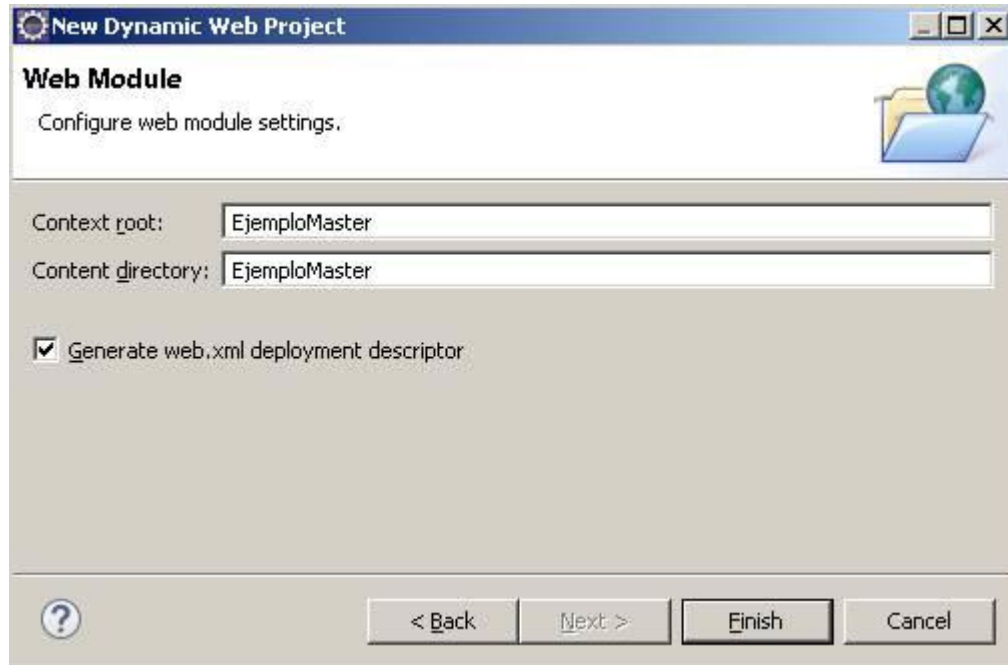 New Dynamic Web Project
Web Module
Configure web module settings.
Context root: EjemploMaster
Content directory: EjemploMaster
Generate web.xml deployment descriptor
? < Back Next > Finish Cancel